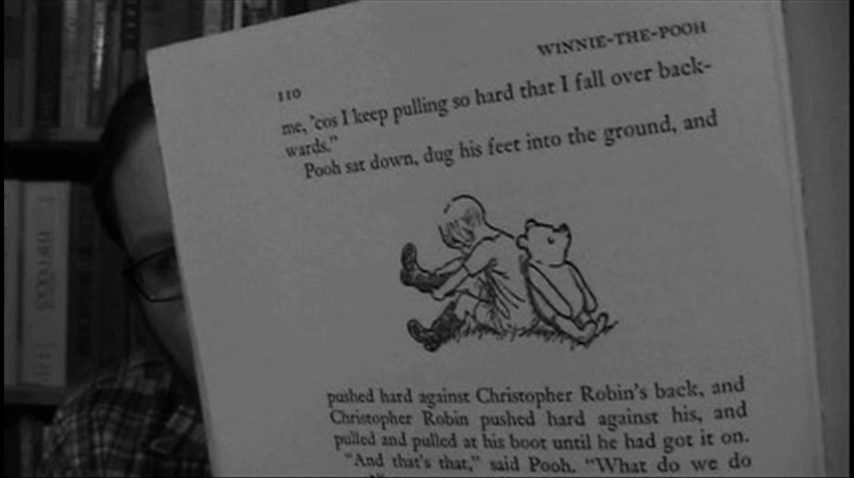 WINNIE-THE-POOH
110
me, 'cos I keep pulling so hard that I fall over back-
wards."
Pooh sat down, dug his feet into the ground, and
pushed hard against Christopher Robin's back, and
Christopher Robin pushed hard against his, and
pulled and pulled at his boot until he had got it on.
"And that's that," said Pooh. "What do we do